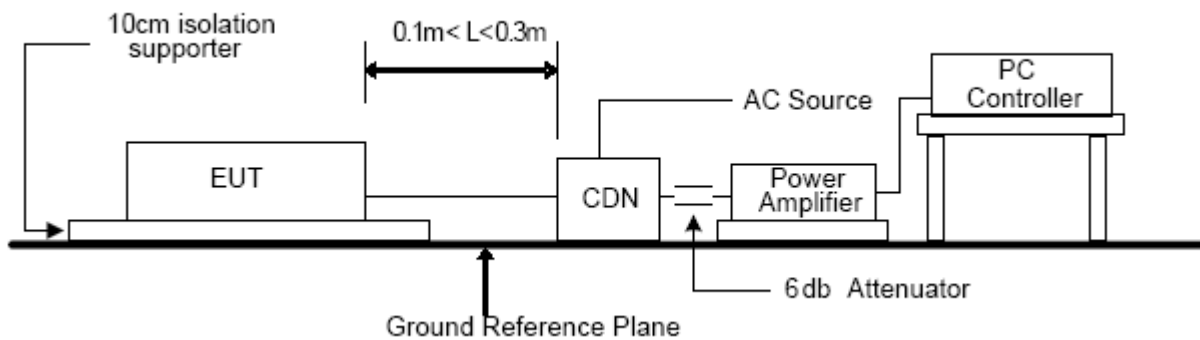 10cm isolation
supporter
0.1m< L<0.3m
PC
Controller
AC Source
EUT
CDN
Power
Amplifier
6db Attenuator
Ground Reference Plane